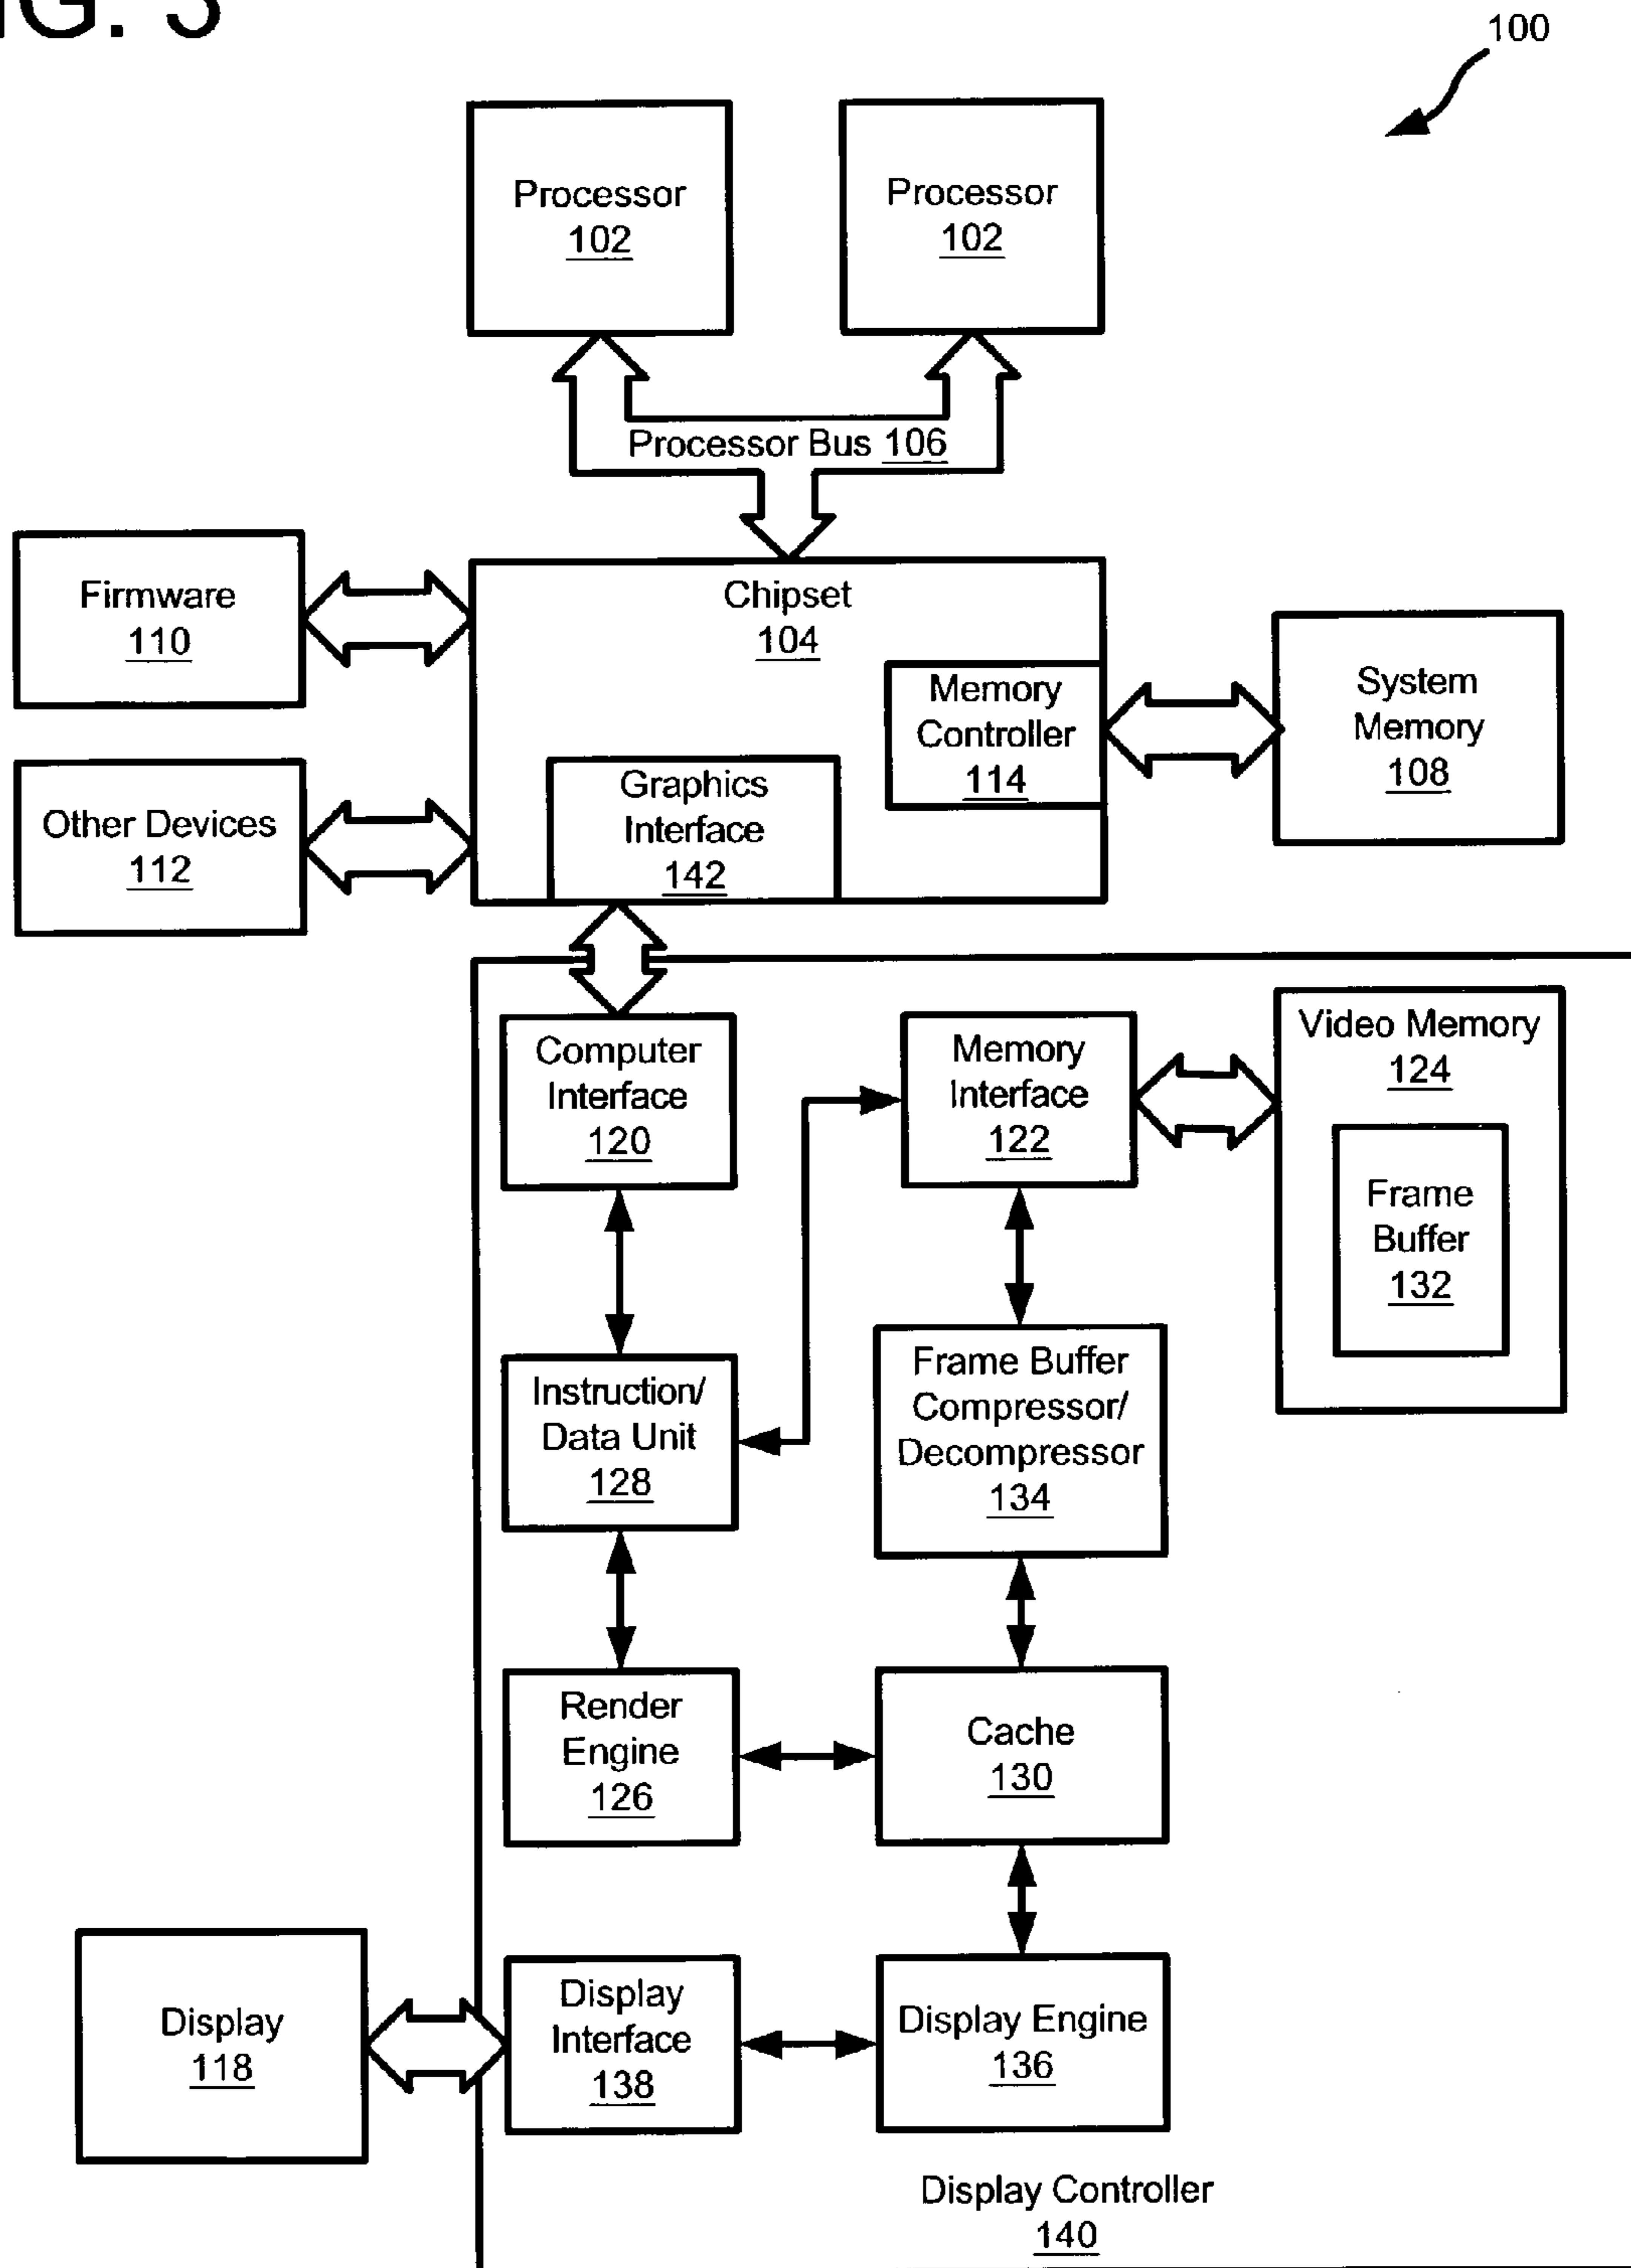 FIG. 3
100
Processor
102
Processor
102
Processor Bus 106
Firmware
110
Chipset
104
Memory
Controller
114
System
Memory
108
Other Devices
112
Graphics
Interface
142
Computer
Interface
120
Memory
Interface
122
Video Memory
124
Frame
Buffer
132
Instruction/
Data Unit
128
Frame Buffer
Compressor/
Decompressor
134
Render
Engine
126
Cache
130
Display
118
Display
Interface
138
Display Engine
136
Display Controller
140